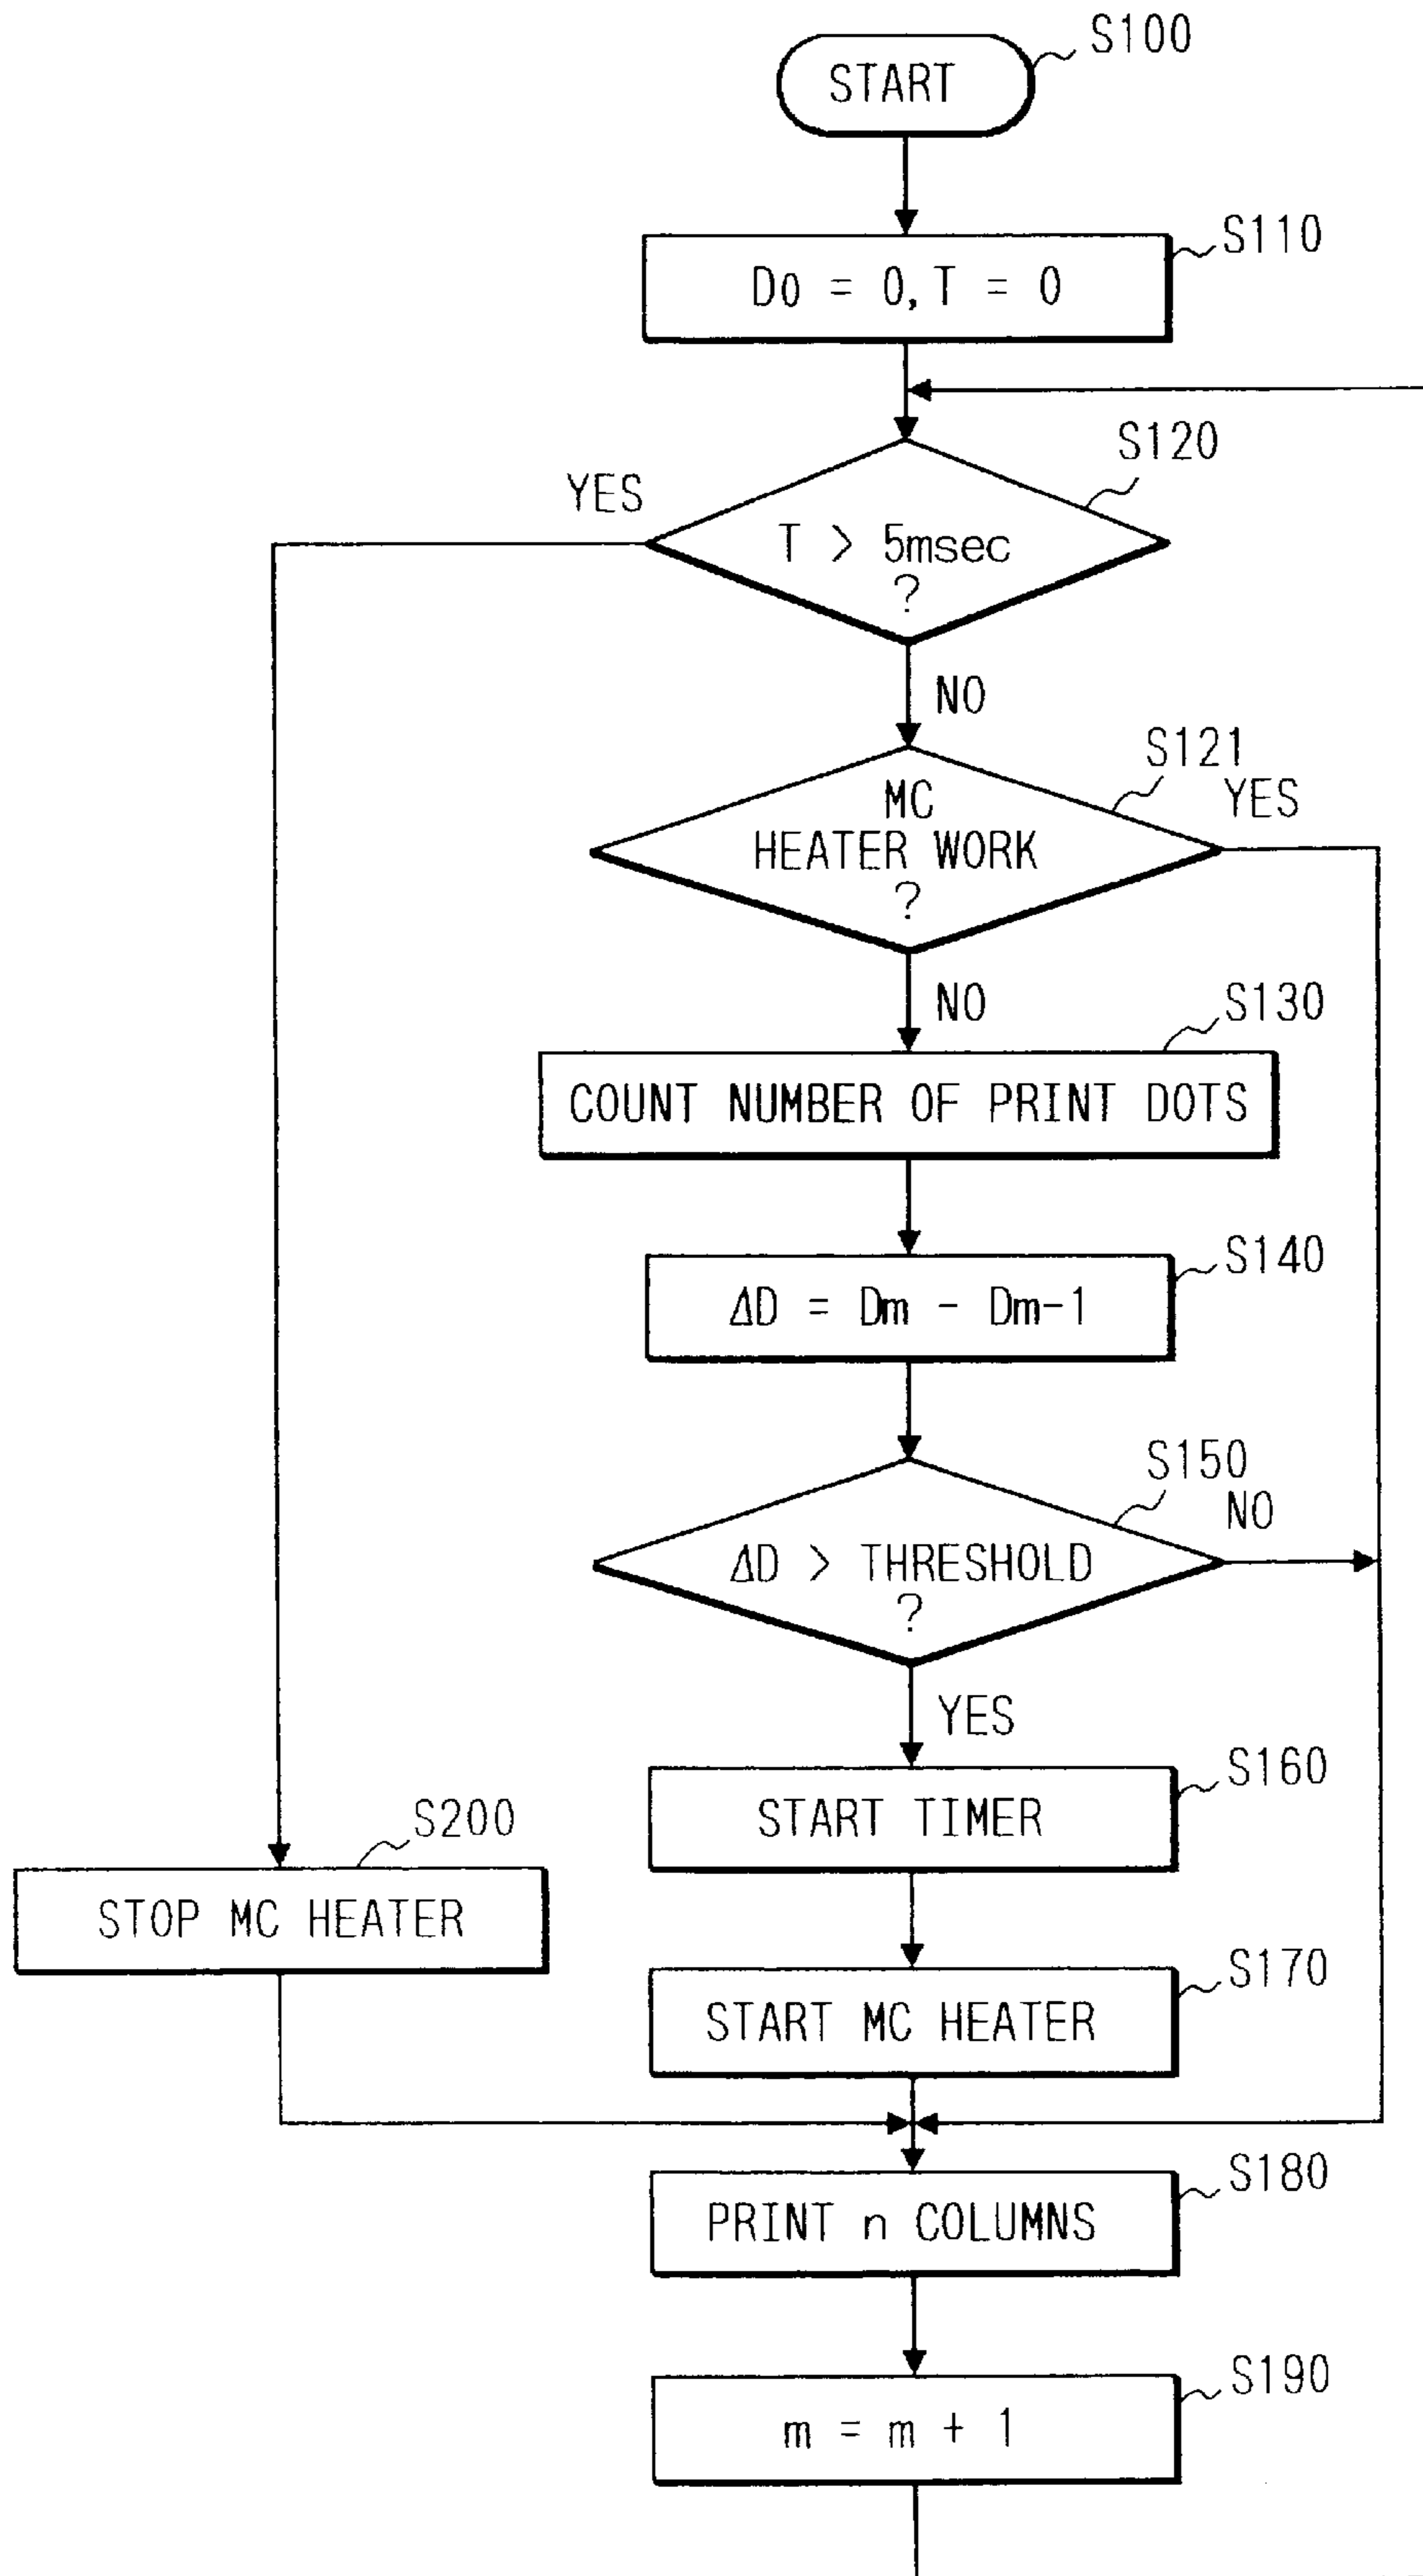 S100
START
S110
D0 = 0, T = 0
S120
YES
T > 5msec
?
NO
S121
YES
MC
HEATER WORK
?
NO
S130
COUNT NUMBER OF PRINT DOTS
S140
ΔD = Dm - Dm-1
S150
NO
ΔD > THRESHOLD
?
YES
S160
START TIMER
S200
STOP MC HEATER
S170
START MC HEATER
S180
PRINT n COLUMNS
S190
m = m + 1